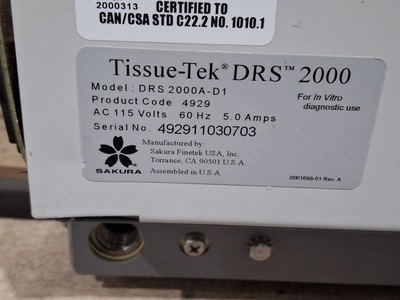 2000313
CERTIFIED TO
CAN/CSA STD C22.2 NO. 1010.1
Tissue-Tek® DRS™ 2000
Model: DRS 2000A-D1
Product Code 4929
AC 115 Volts 60 Hz 5.0 Amps
Serial No. 492911030703
For In Vitro
diagnostic use
Manufactured by:
Sakura Finetek USA, Inc.
Torrance, CA 90501 U.S.A.
Assembled in U.S.A.
SAKURA
0001698-01 Rev. A